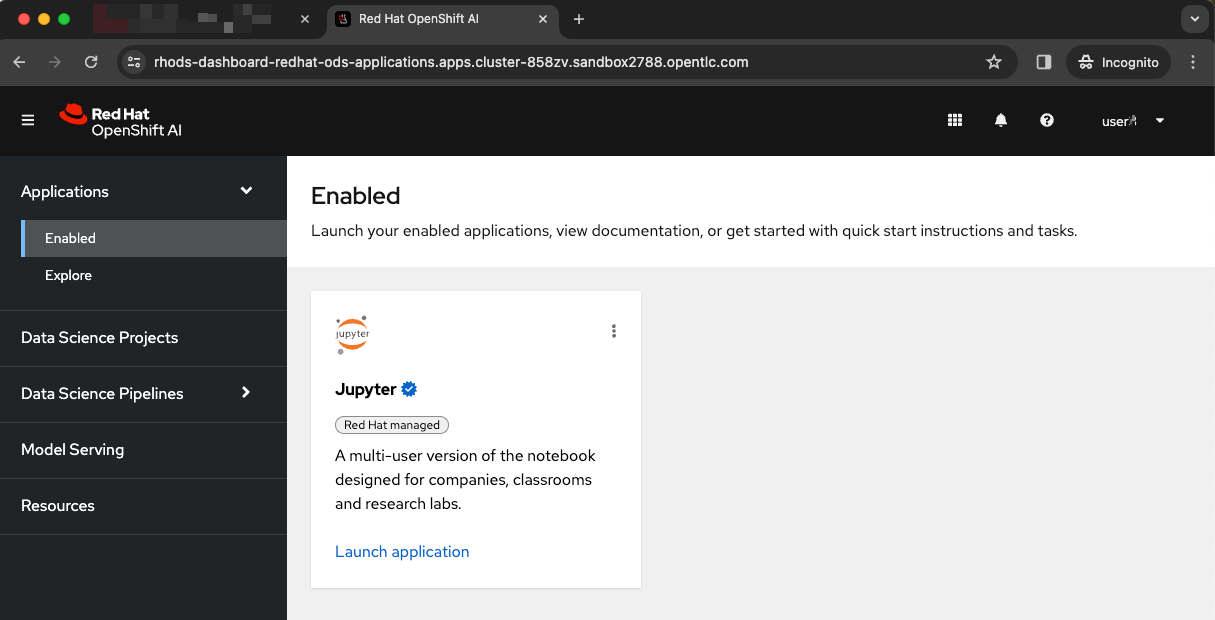 Red Hat OpenShift AI
rhods-dashboard-redhat-ods-applications.apps.cluster-858zv.sandbox2788.opentlc.com
Incognito
Red Hat
OpenShift AI
user
Applications
Enabled
Explore
Data Science Projects
Data Science Pipelines
Model Serving
Resources
Enabled
Launch your enabled applications, view documentation, or get started with quick start instructions and tasks.
jupyter
Jupyter
Red Hat managed
A multi-user version of the notebook
designed for companies, classrooms
and research labs.
Launch application